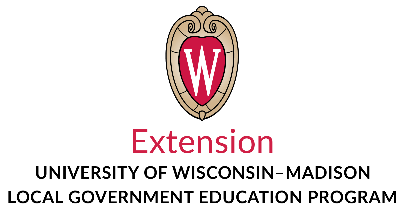 W
Extension
UNIVERSITY OF WISCONSIN–MADISON
LOCAL GOVERNMENT EDUCATION PROGRAM